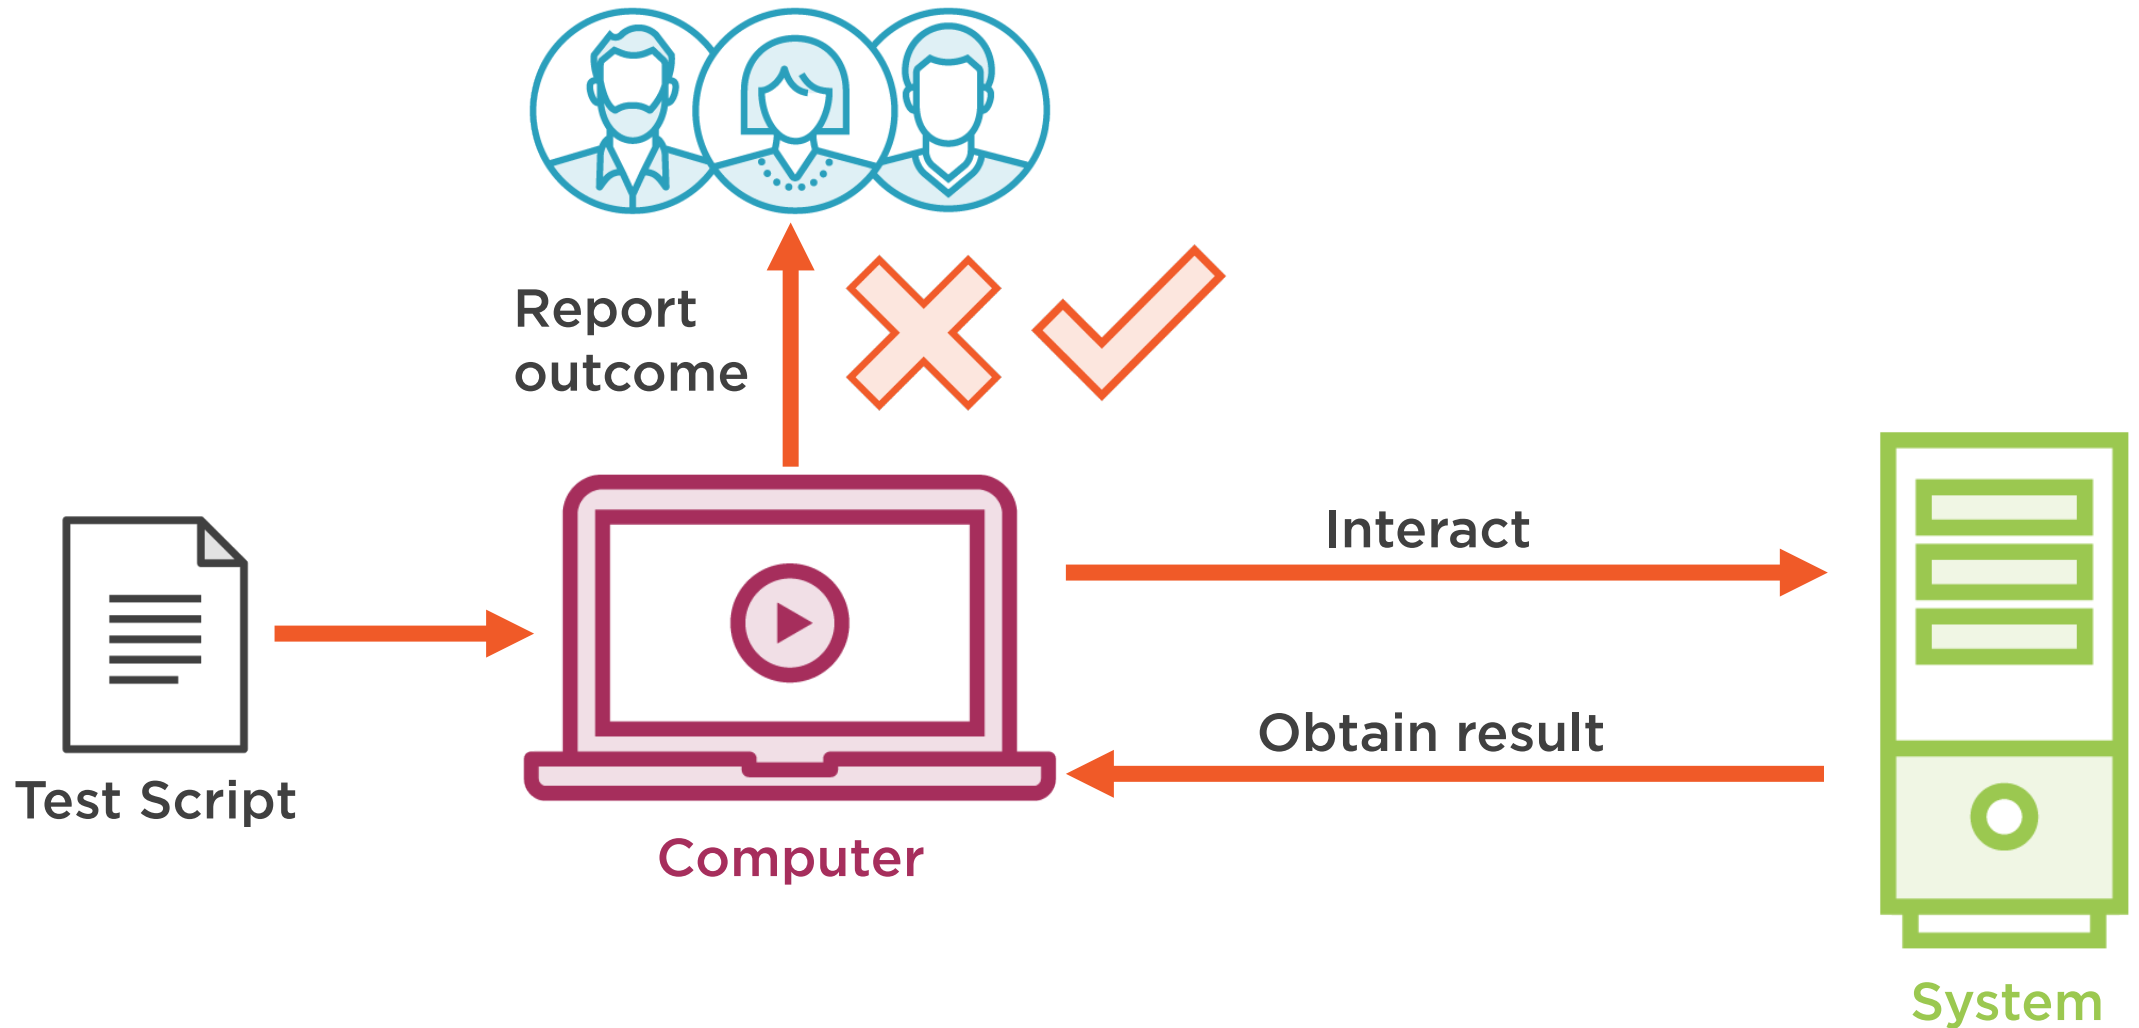 Report
outcome
Interact
Obtain result
Test Script
Computer
System